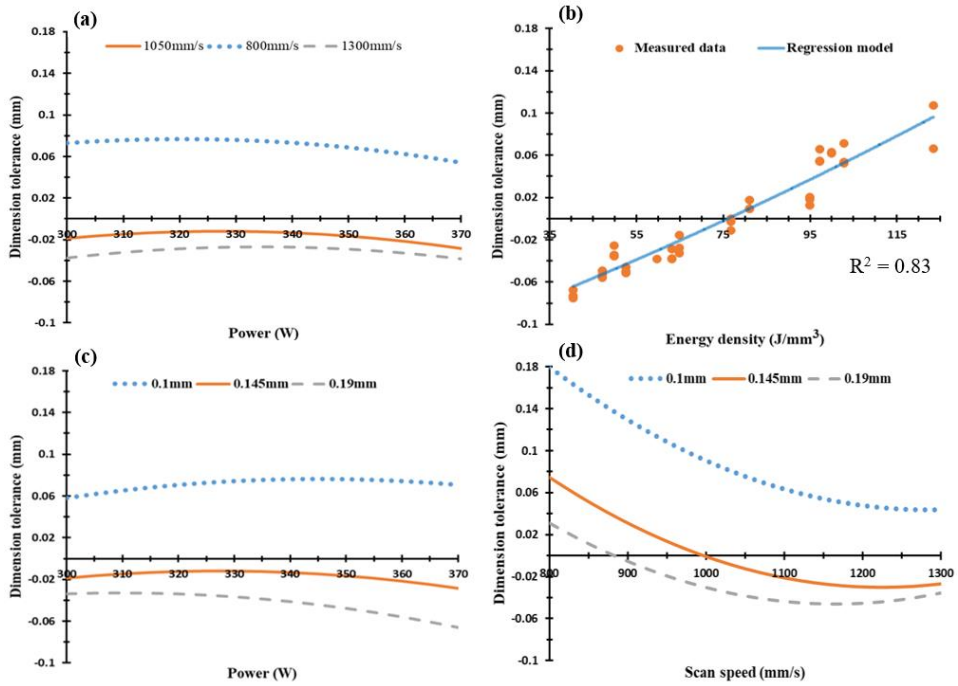 (a)
0.18
1050mm/s 800mm/s 1300mm/s
0.14
0.1
0.06
0.02
-0.02
300 310 320 330 340 350 360 370
-0.06
-0.1
Dimension tolerance (mm)
Power (W)
(b)
0.18
Measured data Regression model
0.14
0.1
0.06
0.02
-0.02
35 55 75 95 115
-0.06
-0.1
R² = 0.83
Dimension tolerance (mm)
Energy density (J/mm³)
(c)
0.18
0.1mm 0.145mm 0.19mm
0.14
0.1
0.06
0.02
-0.02
300 310 320 330 340 350 360 370
-0.06
-0.1
Dimension tolerance (mm)
Power (W)
(d)
0.18
0.1mm 0.145mm 0.19mm
0.14
0.1
0.06
0.02
-0.02
800 900 1000 1100 1200 1300
-0.06
-0.1
Dimension tolerance (mm)
Scan speed (mm/s)